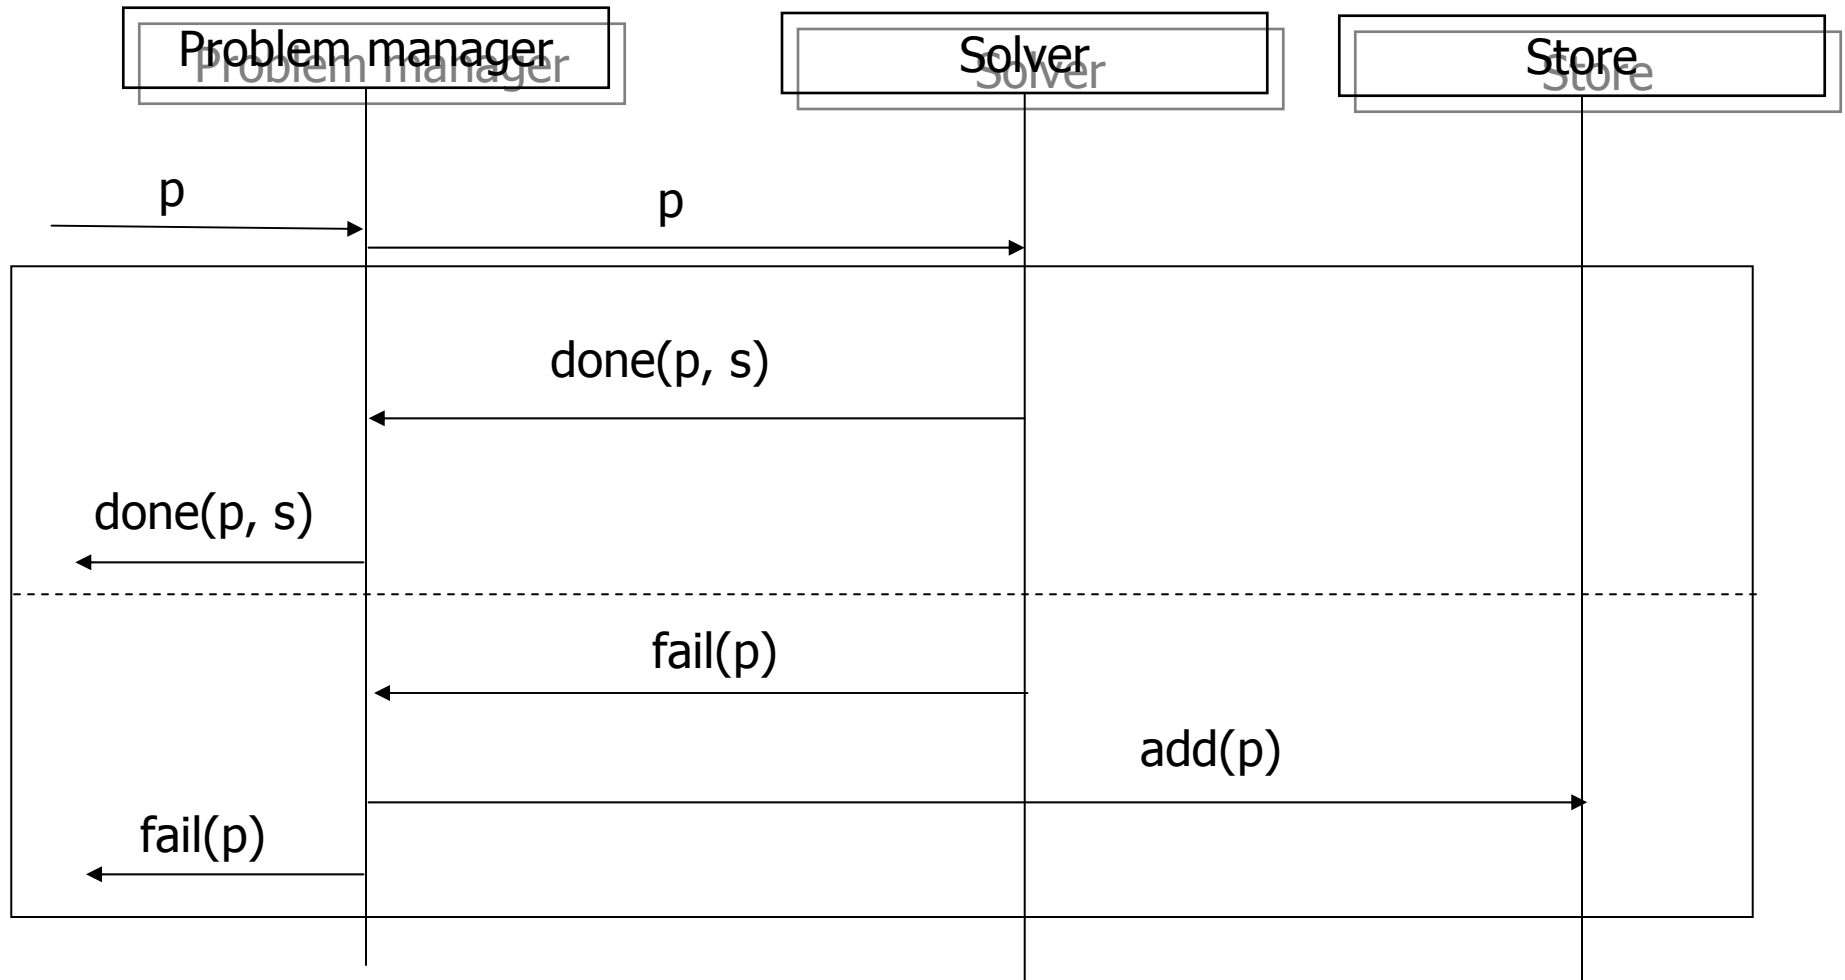 Problem manager
Solver
Store
p
p
done(p, s)
done(p, s)
fail(p)
add(p)
fail(p)